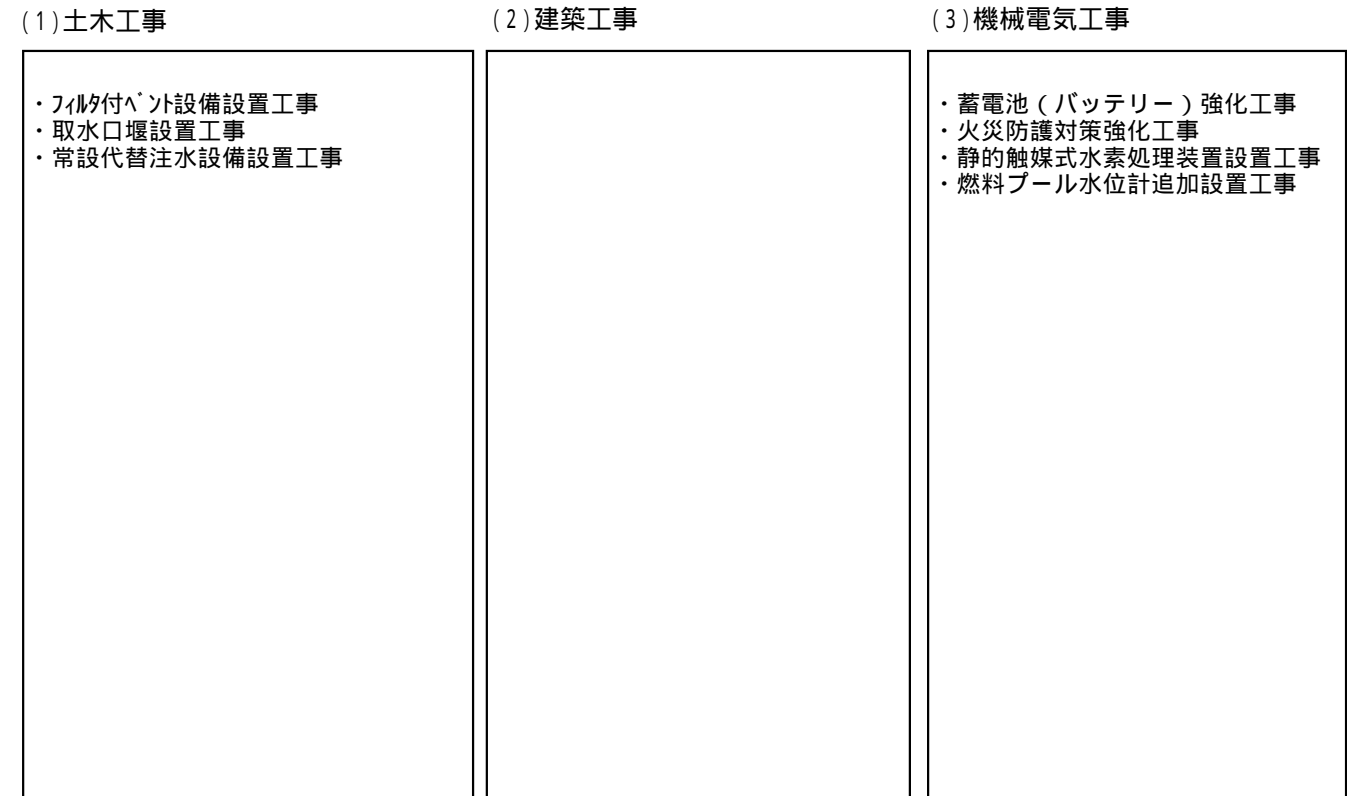 (1)土木工事
・ﾌｨﾙﾀ付ﾍﾞﾝﾄ設備設置工事
・取水口堰設置工事
・常設代替注水設備設置工事
(2)建築工事
(3)機械電気工事
・蓄電池（バッテリー）強化工事
・火災防護対策強化工事
・静的触媒式水素処理装置設置工事
・燃料プール水位計追加設置工事